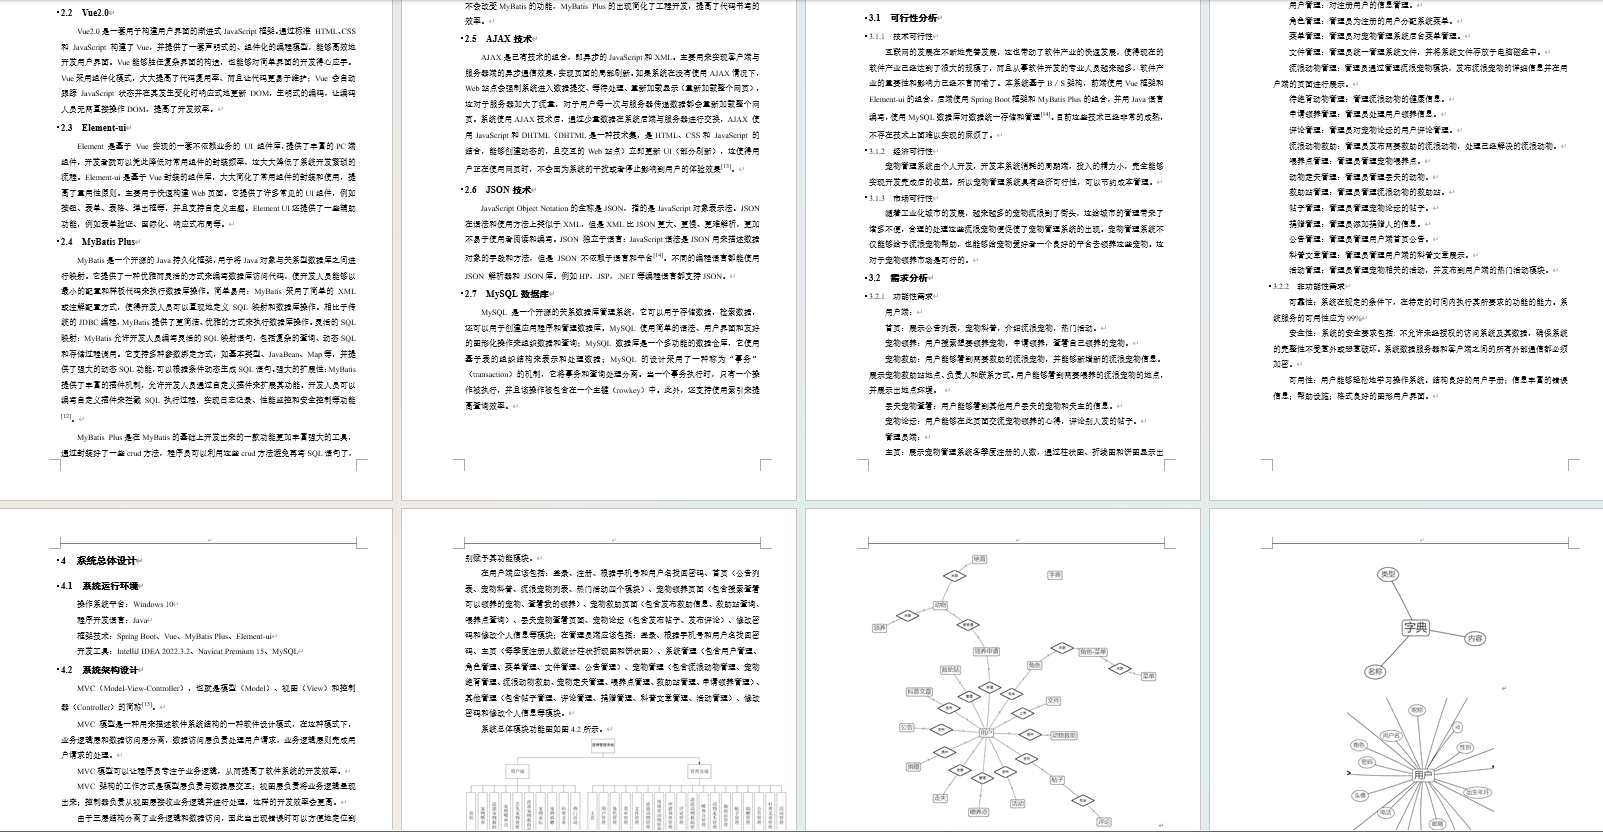 2.2 Vue2.0
Vue2.0 是一套用于构建用户界面的渐进式 JavaScript 框架。通过标准 HTML、CSS
和 JavaScript 构建了 Vue，并提供了一套声明式的、组件化的编程模型，能够高效地
开发用户界面。Vue 能够胜任复杂界面的构造，也能够对简单界面的开发得心应手。
Vue 采用组件化模式，大大提高了代码复用率、而且让代码更易于维护；Vue 会自动
跟踪 JavaScript 状态并在其发生变化时响应式地更新 DOM，声明式的编码，让编码
人员无需直接操作 DOM，提高了开发效率。
2.3 Element-ui
Element 是基于 Vue 实现的一套不依赖业务的 UI 组件库，提供了丰富的 PC 端
组件，开发者就可以凭此降低对常用组件的封装频率，这大大降低了系统开发繁琐的
流程。Element-ui 是基于 Vue 封装的组件库，大大简化了常用组件的封装和使用，提
高了重用性原则。主要用于快速构建 Web 页面。它提供了许多常见的 UI 组件，例如
按钮、表单、表格、弹出框等，并且支持自定义主题。Element UI 还提供了一些辅助
功能，例如表单验证、国际化、响应式布局等。
2.4 MyBatis Plus
MyBatis 是一个开源的 Java 持久化框架，用于将 Java 对象与关系型数据库之间进
行映射。它提供了一种优雅而灵活的方式来编写数据库访问代码，使开发人员能够以
最小的配置和样板代码来执行数据库操作。简单易用：MyBatis 采用了简单的 XML
或注解配置方式，使得开发人员可以直观地定义 SQL 映射和数据库操作。相比于传
统的 JDBC 编程，MyBatis 提供了更简洁、优雅的方式来执行数据库操作。灵活的 SQL
映射：MyBatis 允许开发人员编写灵活的 SQL 映射语句，包括复杂的查询、动态 SQL
和存储过程调用。它支持多种参数绑定方式，如基本类型、JavaBean、Map 等，并提
供了强大的动态 SQL 功能，可以根据条件动态生成 SQL 语句。强大的扩展性：MyBatis
提供了丰富的插件机制，允许开发人员通过自定义插件来扩展其功能。开发人员可以
编写自定义插件来拦截 SQL 执行过程，实现日志记录、性能监控和安全控制等功能
[12]。
MyBatis Plus 是在 MyBatis 的基础上开发出来的一款功能更加丰富强大的工具，
通过封装好了一些 crud 方法，程序员可以利用这些 crud 方法避免再写 SQL 语句了，
不会改变 MyBatis 的功能，MyBatis Plus 的出现简化了工程开发，提高了代码书写的
效率。
2.5 AJAX 技术
AJAX 是已有技术的组合，即异步的 JavaScript 和 XML。主要用来实现客户端与
服务器端的异步通信效果，实现页面的局部刷新。如果系统在没有使用 AJAX 情况下，
Web 站点会强制系统进入数据提交、等待处理、重新加载显示（重新加载整个网页），
这对于服务器加大了流量，对于用户每一次与服务器传递数据都会重新加载整个网
页。系统使用 AJAX 技术后，通过少量数据在系统后端与服务器进行交换，AJAX 使
用 JavaScript 和 DHTML（DHTML 是一种技术集，是 HTML、CSS 和 JavaScript 的
结合，能够创建动态的，且交互的 Web 站点）立即更新 UI（部分刷新），这使得用
户正在使用网页时，不会因为系统的干扰或者停止影响到用户的体验效果[13]。
2.6 JSON 技术
JavaScript Object Notation 的全称是 JSON，指的是 JavaScript 对象表示法。JSON
在语法和使用方法上类似于 XML，但是 XML 比 JSON 更大、更慢、更难解析，更加
不易于使用者阅读和编写。JSON 独立于语言：JavaScript 语法是 JSON 用来描述数据
对象的手段和方法，但是 JSON 不依赖于语言和平台[14]。不同的编程语言都能使用
JSON 解析器和 JSON 库。例如 HP、JSP、.NET 等编程语言都支持 JSON。
2.7 MySQL 数据库
MySQL 是一个开源的关系数据库管理系统，它可以用于存储数据，检索数据，
还可以用于创建应用程序和管理数据库。MySQL 使用简单的语法、用户界面和友好
的图形化操作来组织数据和查询；MySQL 数据库是一个多功能的数据仓库，它使用
基于表的组织结构来表示和处理数据；MySQL 的设计采用了一种称为“事务”
（transaction）的机制，它将事务和查询处理分离。当一个事务执行时，只有一个操
作被执行，并且该操作被包含在一个主键（rowkey）中。此外，还支持使用索引来提
高查询效率。
3.1 可行性分析
3.1.1 技术可行性
互联网的发展在不断地完善发展，这也带动了软件产业的快速发展，使得现在的
软件产业已经达到了很大的规模了，而且从事软件开发的专业人员越来越多，软件产
业的重要性和影响力已经不言而喻了。本系统基于 B / S 架构，前端使用 Vue 框架和
Element-ui 的组合，后端使用 Spring Boot 框架和 MyBatis Plus 的组合，并用 Java 语言
编写，使用 MySQL 数据库对数据统一存储和管理[14]。目前这些技术已经非常的成熟，
不存在技术上面难以实现的麻烦了。
3.1.2 经济可行性
宠物管理系统由个人开发，开发本系统消耗的周期短，投入的精力小，完全能够
实现开发完成后的收益。所以宠物管理系统具有经济可行性，可以节约成本管理。
3.1.3 市场可行性
随着工业化城市的发展，越来越多的宠物流浪到了街头，这给城市的管理带来了
诸多不便，合理的处理这些流浪宠物便促使了宠物管理系统的出现。宠物管理系统不
仅能够给予流浪宠物帮助，也能够给宠物爱好者一个良好的平台去领养这些宠物。这
对于宠物领养市场是可行的。
3.2 需求分析
3.2.1 功能性需求
用户端：
首页：展示公告列表，宠物科普，介绍流浪宠物，热门活动。
宠物领养：用户搜索想要领养宠物，申请领养，查看自己领养的宠物。
宠物救助：用户能够看到需要救助的流浪宠物，并能够新增新的流浪宠物信息。
展示宠物救助站地点、负责人和联系方式。用户能够看到需要喂养的流浪宠物的地点，
并展示出地点环境。
丢失宠物查看：用户能够看到其他用户丢失的宠物和失主的信息。
宠物论坛：用户能够在此页面交流宠物领养的心得，评论别人发的帖子。
管理员端：
主页：展示宠物管理系统各季度注册的人数，通过柱状图、折线图和饼图显示出
用户管理：对注册用户的信息管理。
角色管理：管理员为注册的用户分配系统菜单。
菜单管理：管理员对宠物管理系统后台菜单管理。
文件管理：管理员统一管理系统文件，并将系统文件存放于电脑磁盘中。
流浪动物管理：管理员通过管理流浪宠物模块，发布流浪宠物的详细信息并在用
户端的页面进行展示。
待绝育动物管理：管理流浪动物的健康信息。
申请领养管理：管理员处理用户领养信息。
评论管理：管理员对宠物论坛的用户评论管理。
流浪动物救助：管理员发布需要救助的流浪动物，处理已经解决的流浪动物。
喂养点管理：管理员管理宠物喂养点。
动物走失管理：管理员管理丢失的动物。
救助站管理：管理员管理流浪动物的救助站。
帖子管理：管理员管理宠物论坛的帖子。
捐赠管理：管理员添加捐赠人的信息。
公告管理：管理员管理用户端首页公告。
科普文章管理：管理员管理用户端的科普文章展示。
活动管理：管理员管理宠物相关的活动，并发布到用户端的热门活动模块。
3.2.2 非功能性需求
可靠性：系统在规定的条件下，在特定的时间内执行其所要求的功能的能力。系
统服务的可用性应为 99%
安全性：系统的安全要求包括：不允许未经授权的访问系统及其数据，确保系统
的完整性不受意外或恶意破坏。系统数据服务器和客户端之间的所有外部通信都必须
加密。
可用性：用户能够轻松地学习操作系统。结构良好的用户手册；信息丰富的错误
信息；帮助设施；格式良好的图形用户界面。
4 系统总体设计
4.1 系统运行环境
操作系统平台：Windows 10
程序开发语言：Java
框架技术：Spring Boot、Vue、MyBatis Plus、Element-ui
开发工具：IntelliJ IDEA 2022.3.2、Navicat Premium 15、MySQL
4.2 系统架构设计
MVC（Model-View-Controller），也就是模型（Model）、视图（View）和控制
器（Controller）的简称[15]。
MVC 模型是一种用来描述软件系统结构的一种软件设计模式，在这种模式下，
业务逻辑层和数据访问层分离，数据访问层负责处理用户请求，业务逻辑层则完成用
户请求的处理。
MVC 模型可以让程序员专注于业务逻辑，从而提高了软件系统的开发效率。
MVC 架构的工作方式是模型层负责与数据层交互；视图层负责将业务逻辑呈现
出来；控制器负责从视图层接收业务逻辑并进行处理，这样的开发效率会更高。
由于三层结构分离了业务逻辑和数据访问，因此当出现错误时可以方便地定位到
别赋予其功能模块。
在用户端应该包括：登录、注册、根据手机号和用户名找回密码、首页（公告列
表、宠物科普、流浪宠物列表、热门活动四个模块）、宠物领养页面（包含搜索查看
可以领养的宠物、查看我的领养）、宠物救助页面（包含发布救助信息、救助站查询、
喂养点查询）、丢失宠物查看页面、宠物论坛（包含发布帖子、发布评论）、修改密
码和修改个人信息等模块；在管理员端应该包括：登录、根据手机号和用户名找回密
码、主页（每季度注册人数统计柱状折现图和饼状图）、系统管理（包含用户管理、
角色管理、菜单管理、文件管理、公告管理）、宠物管理（包含流浪动物管理、宠物
绝育管理、流浪动物救助、宠物走失管理、喂养点管理、救助站管理、申请领养管理）、
其他管理（包含帖子管理、评论管理、捐赠管理、科普文章管理、活动管理）、修改
密码和修改个人信息等模块。
系统总体模块功能图如图 4.2 所示。
用户端
管理员端
绝育
字典
动物
领养
领养申请
角色
角色-菜单
菜单
救助站
科普文章
文件
公告
用户
动物救助
捐赠
帖子
走失
喂养点
活动
评论
类型
字典
内容
名称
昵称
id
用户名
角色
性别
密码
用户
头像
出生年月
电话
邮箱